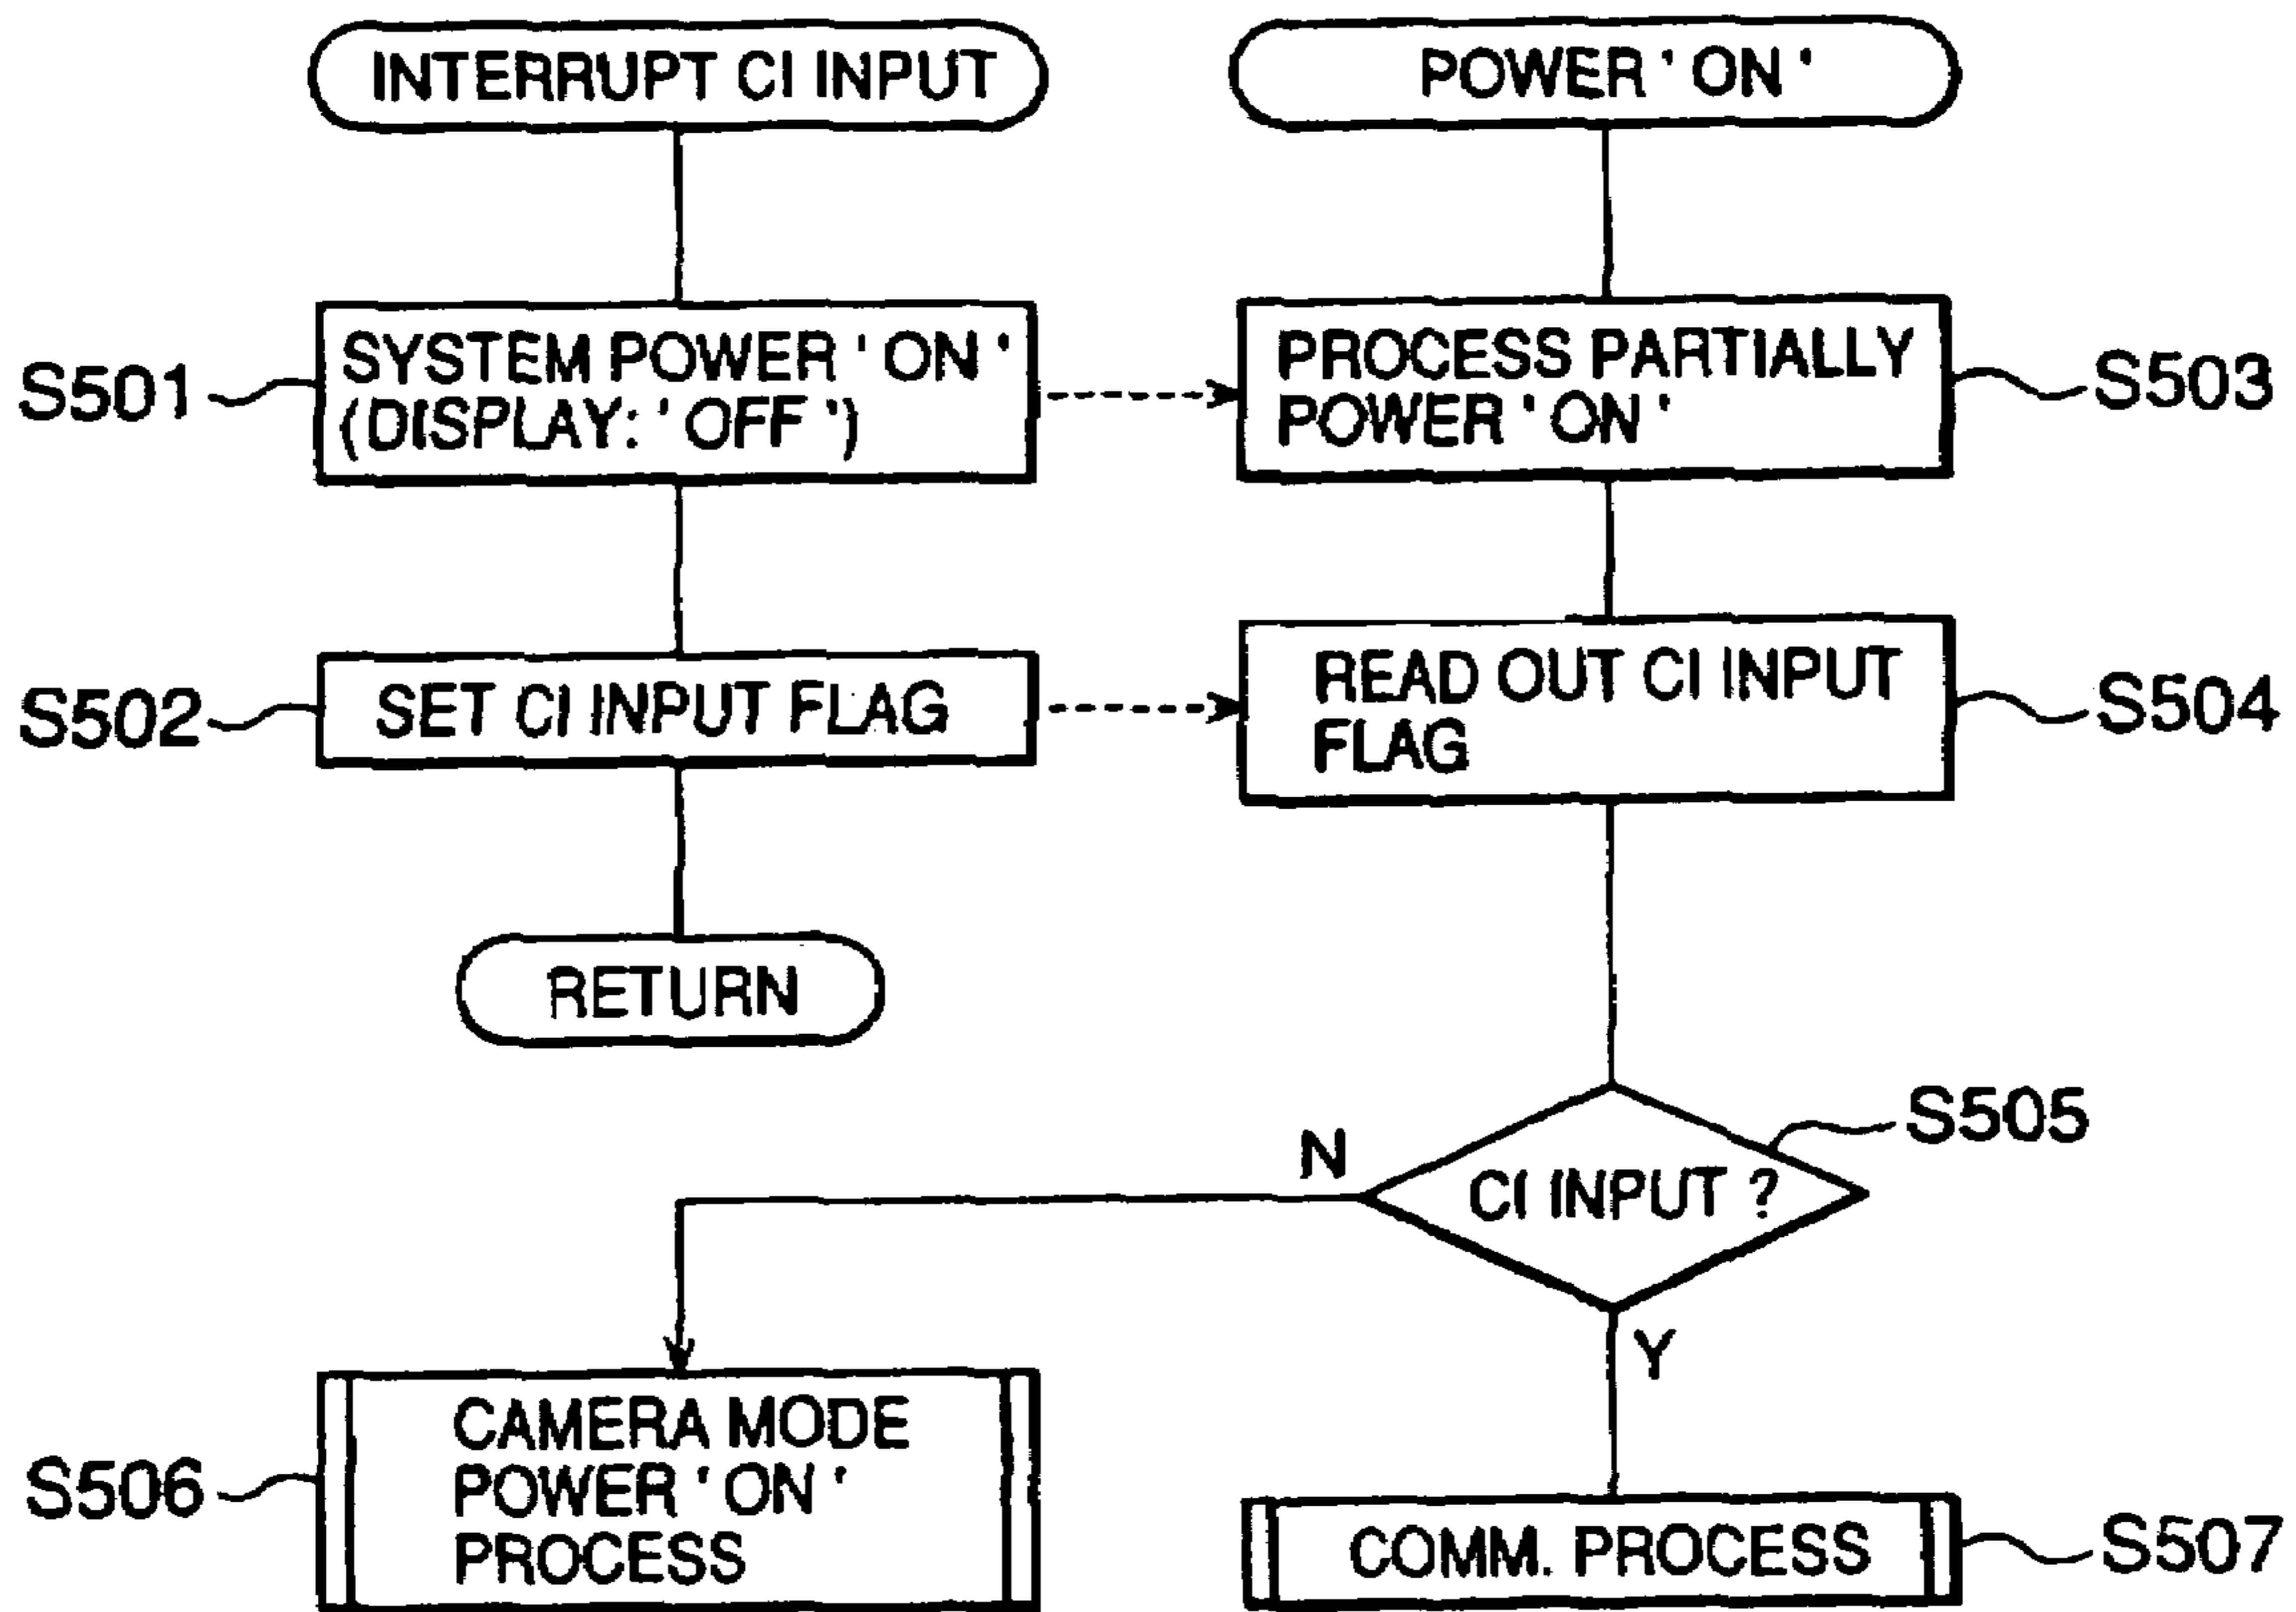 INTERRUPT CI INPUT
POWER ' ON '
S501
SYSTEM POWER ' ON '
(DISPLAY: ' OFF ')
PROCESS PARTIALLY
POWER ' ON '
S503
S502
SET CI INPUT FLAG
READ OUT CI INPUT
FLAG
S504
RETURN
S505
N
CI INPUT ?
Y
S506
CAMERA MODE
POWER ' ON '
PROCESS
COMM. PROCESS
S507